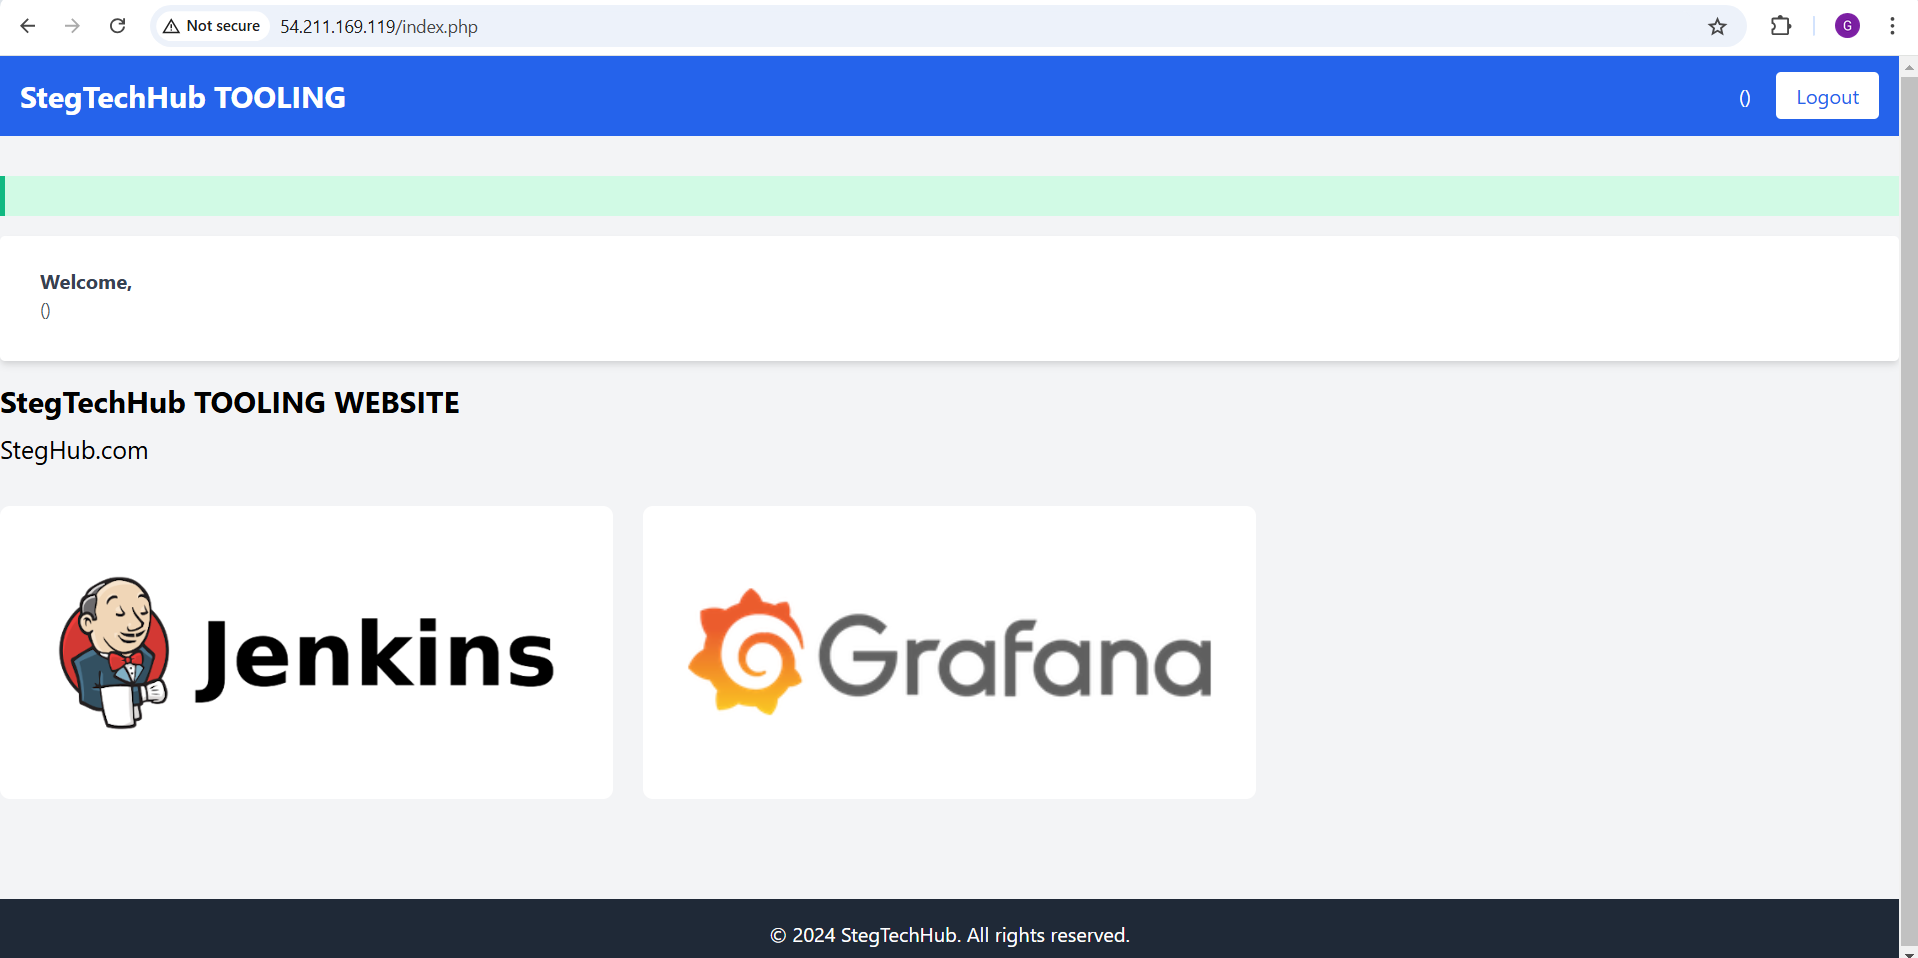 Not secure 54.211.169.119/index.php G
StegTechHub TOOLING () Logout
Welcome,
()
StegTechHub TOOLING WEBSITE
StegHub.com
Jenkins Grafana
© 2024 StegTechHub. All rights reserved.